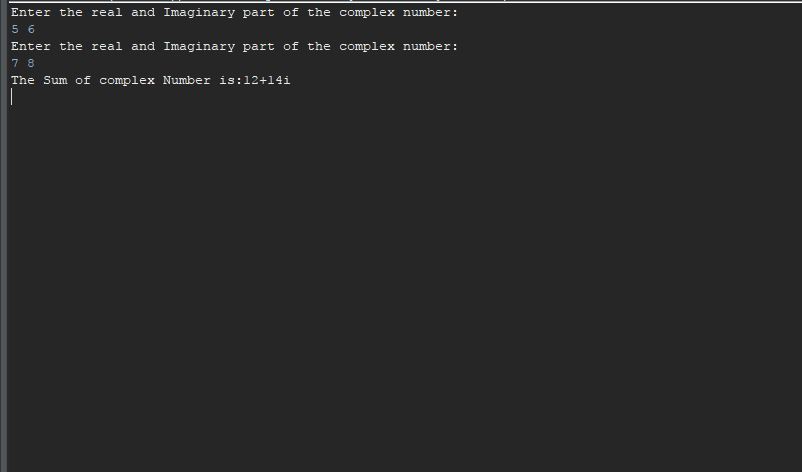 Enter the real and Imaginary part of the complex number:
5 6
Enter the real and Imaginary part of the complex number:
7 8
The Sum of complex Number is:12+14i